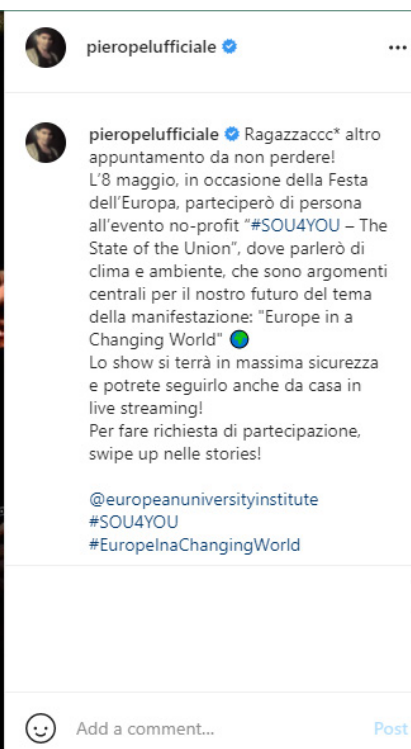 pieropelufficiale
pieropelufficiale Ragazzaccc* altro
appuntamento da non perdere!
L'8 maggio, in occasione della Festa
dell'Europa, parteciperò di persona
all'evento no-profit "#SOU4YOU – The
State of the Union", dove parlerò di
clima e ambiente, che sono argomenti
centrali per il nostro futuro del tema
della manifestazione: "Europe in a
Changing World" 🌍
Lo show si terrà in massima sicurezza
e potrete seguirlo anche da casa in
live streaming!
Per fare richiesta di partecipazione,
swipe up nelle stories!
@europeanuniversityinstitute
#SOU4YOU
#EuropeInaChangingWorld
Add a comment... Post